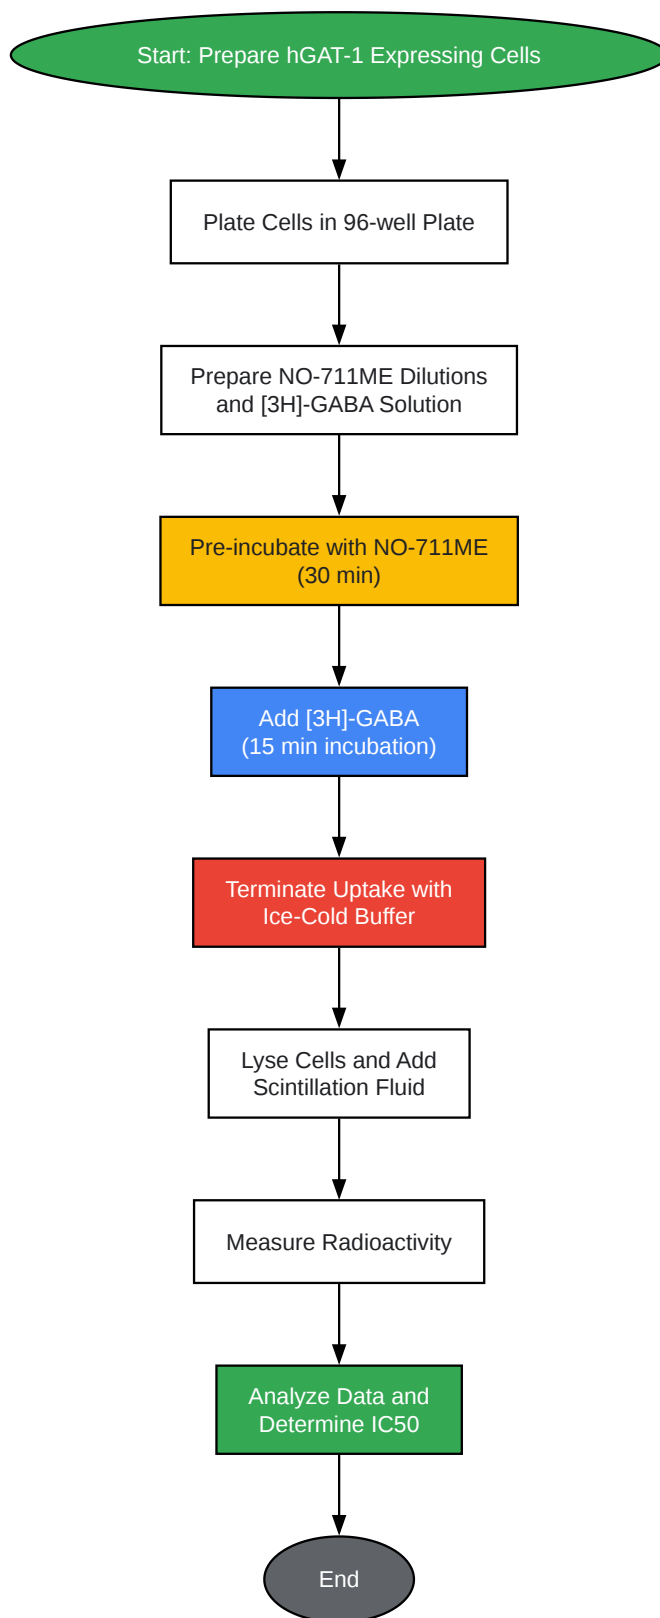 Start: Prepare hGAT-1 Expressing Cells
Plate Cells in 96-well Plate
Prepare NO-711ME Dilutions
and [3H]-GABA Solution
Pre-incubate with NO-711ME
(30 min)
Add [3H]-GABA
(15 min incubation)
Terminate Uptake with
Ice-Cold Buffer
Lyse Cells and Add
Scintillation Fluid
Measure Radioactivity
Analyze Data and
Determine IC50
End